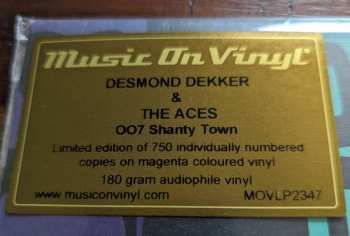 Music On Vinyl
DESMOND DEKKER
&
THE ACES
OO7 Shanty Town
Limited edition of 750 individually numbered
copies on magenta coloured vinyl
180 gram audiophile vinyl
www.musiconvinyl.com MOVLP2347